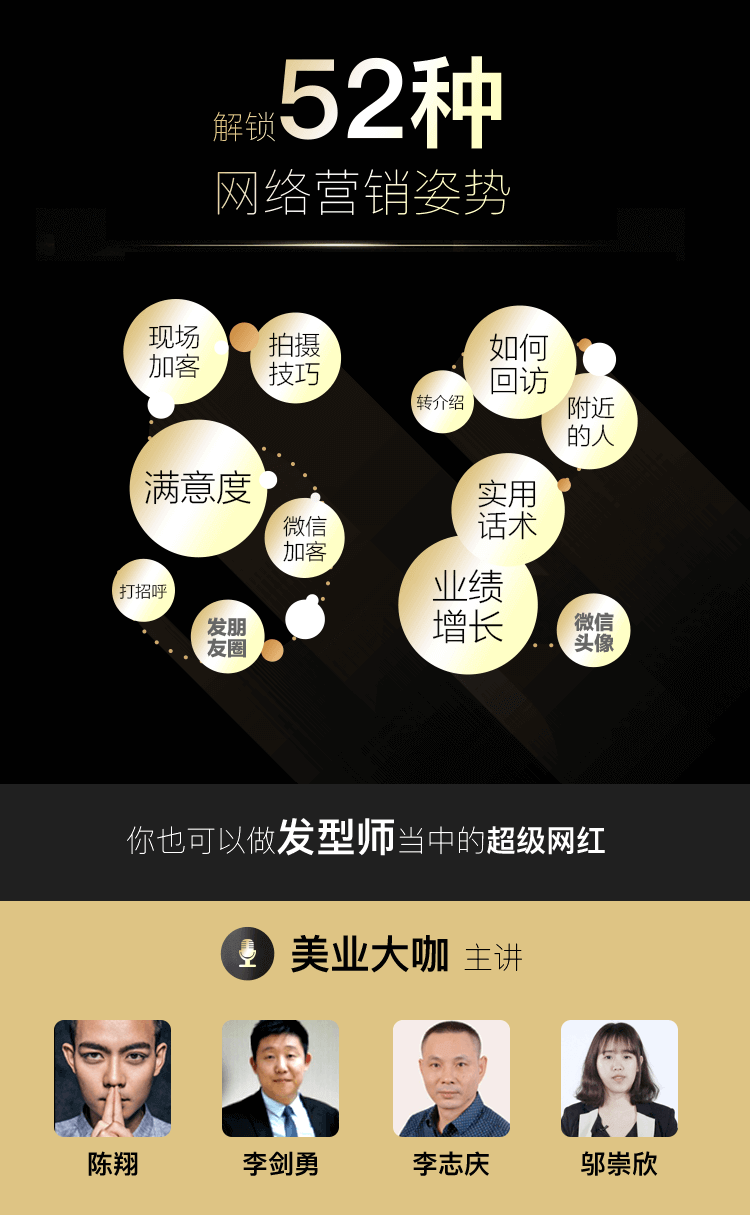 解锁52种
网络营销姿势
现场
加客
拍摄
技巧
满意度
微信
加客
打招呼
发朋
友圈
如何
回访
转介绍
附近
的人
实用
话术
业绩
增长
微信
头像
你也可以做发型师当中的超级网红
美业大咖 主讲
陈翔 李剑勇 李志庆 邬崇欣